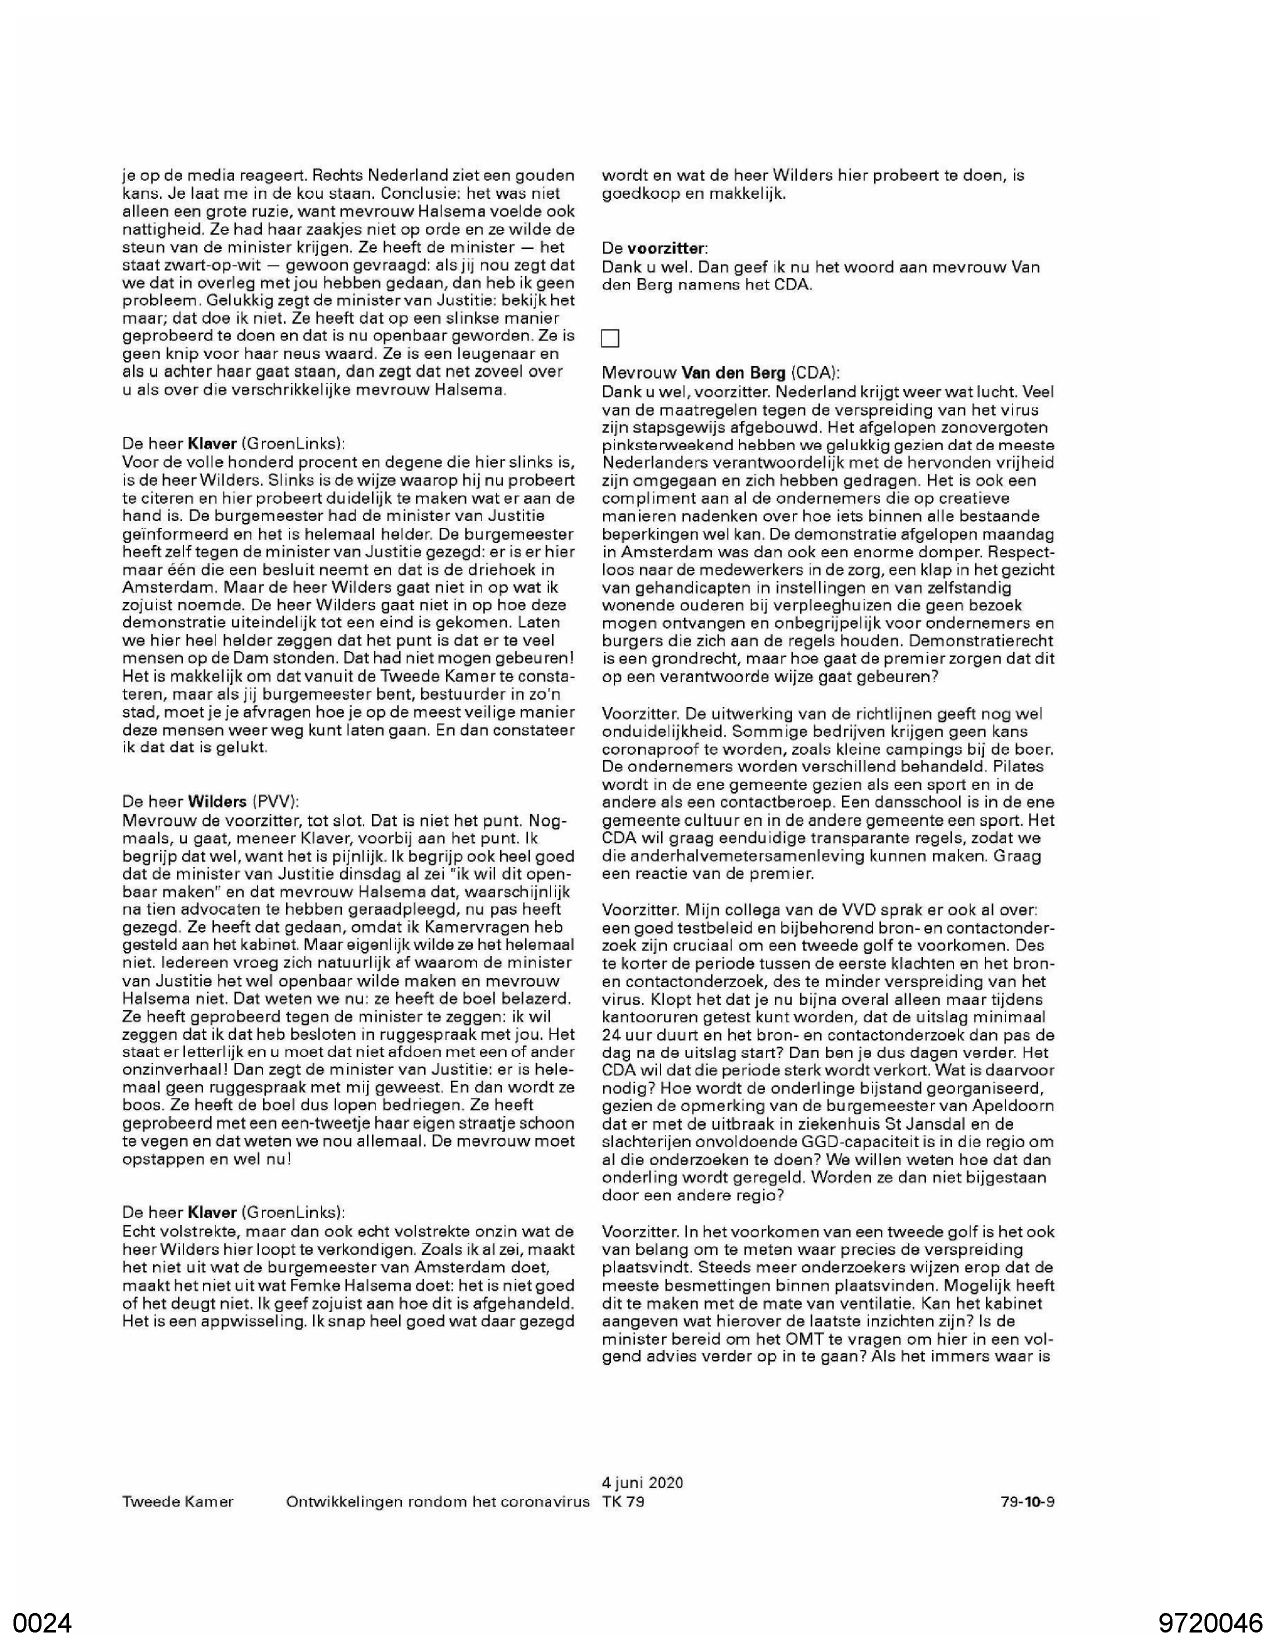 je op de media reageert. Rechts Nederland ziet een gouden
kans. Je laat me in de kou staan. Conclusie: het was niet
alleen een grote ruzie, want mevrouw Halsema voelde ook
nattigheid. Ze had haar zaakjes niet op orde en ze wilde de
steun van de minister krijgen. Ze heeft de minister — het
staat zwart-op-wit — gewoon gevraagd: als jij nou zegt dat
we dat in overleg met jou hebben gedaan, dan heb ik geen
probleem. Gelukkig zegt de minister van Justitie: bekijk het
maar; dat doe ik niet. Ze heeft dat op een slinkse manier
geprobeerd te doen en dat is nu openbaar geworden. Ze is
geen knip voor haar neus waard. Ze is een leugenaar en
als u achter haar gaat staan, dan zegt dat net zoveel over
u als over die verschrikkelijke mevrouw Halsema.
De heer Klaver (GroenLinks):
Voor de volle honderd procent en degene die hier slinks is,
is de heer Wilders. Slinks is de wijze waarop hij nu probeert
te citeren en hier probeert duidelijk te maken wat er aan de
hand is. De burgemeester had de minister van Justitie
geïnformeerd en het is helemaal helder. De burgemeester
heeft zelf tegen de minister van Justitie gezegd: er is er hier
maar één die een besluit neemt en dat is de driehoek in
Amsterdam. Maar de heer Wilders gaat niet in op wat ik
zojuist noemde. De heer Wilders gaat niet in op hoe deze
demonstratie uiteindelijk tot een eind is gekomen. Laten
we hier heel helder zeggen dat het punt is dat er te veel
mensen op de Dam stonden. Dat had niet mogen gebeuren!
Het is makkelijk om dat vanuit de Tweede Kamer te consta-
teren, maar als jij burgemeester bent, bestuurder in zo'n
stad, moet je je afvragen hoe je op de meest veilige manier
deze mensen weer weg kunt laten gaan. En dan constateer
ik dat dat is gelukt.
De heer Wilders (PVV):
Mevrouw de voorzitter, tot slot. Dat is niet het punt. Nog-
maals, u gaat, meneer Klaver, voorbij aan het punt. Ik
begrijp dat wel, want het is pijnlijk. Ik begrijp ook heel goed
dat de minister van Justitie dinsdag al zei "ik wil dit open-
baar maken" en dat mevrouw Halsema dat, waarschijnlijk
na tien advocaten te hebben geraadpleegd, nu pas heeft
gezegd. Ze heeft dat gedaan, omdat ik Kamervragen heb
gesteld aan het kabinet. Maar eigenlijk wilde ze het helemaal
niet. Iedereen vroeg zich natuurlijk af waarom de minister
van Justitie het wel openbaar wilde maken en mevrouw
Halsema niet. Dat weten we nu: ze heeft de boel belazerd.
Ze heeft geprobeerd tegen de minister te zeggen: ik wil
zeggen dat ik dat heb besloten in ruggespraak met jou. Het
staat er letterlijk en u moet dat niet afdoen met een of ander
onzinverhaal! Dan zegt de minister van Justitie: er is hele-
maal geen ruggespraak met mij geweest. En dan wordt ze
boos. Ze heeft de boel dus lopen bedriegen. Ze heeft
geprobeerd met een een-tweetje haar eigen straatje schoon
te vegen en dat weten we nou allemaal. De mevrouw moet
opstappen en wel nu!
De heer Klaver (GroenLinks):
Echt volstrekte, maar dan ook echt volstrekte onzin wat de
heer Wilders hier loopt te verkondigen. Zoals ik al zei, maakt
het niet uit wat de burgemeester van Amsterdam doet,
maakt het niet uit wat Femke Halsema doet: het is niet goed
of het deugt niet. Ik geef zojuist aan hoe dit is afgehandeld.
Het is een appwisseling. Ik snap heel goed wat daar gezegd
wordt en wat de heer Wilders hier probeert te doen, is
goedkoop en makkelijk.
De voorzitter:
Dank u wel. Dan geef ik nu het woord aan mevrouw Van
den Berg namens het CDA.
Mevrouw Van den Berg (CDA):
Dank u wel, voorzitter. Nederland krijgt weer wat lucht. Veel
van de maatregelen tegen de verspreiding van het virus
zijn stapsgewijs afgebouwd. Het afgelopen zonovergoten
pinksterweekend hebben we gelukkig gezien dat de meeste
Nederlanders verantwoordelijk met de hervonden vrijheid
zijn omgegaan en zich hebben gedragen. Het is ook een
compliment aan al de ondernemers die op creatieve
manieren nadenken over hoe iets binnen alle bestaande
beperkingen wel kan. De demonstratie afgelopen maandag
in Amsterdam was dan ook een enorme domper. Respect-
loos naar de medewerkers in de zorg, een klap in het gezicht
van gehandicapten in instellingen en van zelfstandig
wonende ouderen bij verpleeghuizen die geen bezoek
mogen ontvangen en onbegrijpelijk voor ondernemers en
burgers die zich aan de regels houden. Demonstratierecht
is een grondrecht, maar hoe gaat de premier zorgen dat dit
op een verantwoorde wijze gaat gebeuren?
Voorzitter. De uitwerking van de richtlijnen geeft nog wel
onduidelijkheid. Sommige bedrijven krijgen geen kans
coronaproof te worden, zoals kleine campings bij de boer.
De ondernemers worden verschillend behandeld. Pilates
wordt in de ene gemeente gezien als een sport en in de
andere als een contactberoep. Een dansschool is in de ene
gemeente cultuur en in de andere gemeente een sport. Het
CDA wil graag eenduidige transparante regels, zodat we
die anderhalvemetersamenleving kunnen maken. Graag
een reactie van de premier.
Voorzitter. Mijn collega van de VVD sprak er ook al over:
een goed testbeleid en bijbehorend bron- en contactonder-
zoek zijn cruciaal om een tweede golf te voorkomen. Des
te korter de periode tussen de eerste klachten en het bron-
en contactonderzoek, des te minder verspreiding van het
virus. Klopt het dat je nu bijna overal alleen maar tijdens
kantooruren getest kunt worden, dat de uitslag minimaal
24 uur duurt en het bron- en contactonderzoek dan pas de
dag na de uitslag start? Dan ben je dus dagen verder. Het
CDA wil dat die periode sterk wordt verkort. Wat is daarvoor
nodig? Hoe wordt de onderlinge bijstand georganiseerd,
gezien de opmerking van de burgemeester van Apeldoorn
dat er met de uitbraak in ziekenhuis St Jansdal en de
slachterijen onvoldoende GGD-capaciteit is in die regio om
al die onderzoeken te doen? We willen weten hoe dat dan
onderling wordt geregeld. Worden ze dan niet bijgestaan
door een andere regio?
Voorzitter. In het voorkomen van een tweede golf is het ook
van belang om te meten waar precies de verspreiding
plaatsvindt. Steeds meer onderzoekers wijzen erop dat de
meeste besmettingen binnen plaatsvinden. Mogelijk heeft
dit te maken met de mate van ventilatie. Kan het kabinet
aangeven wat hierover de laatste inzichten zijn? Is de
minister bereid om het OMT te vragen om hier in een vol-
gend advies verder op in te gaan? Als het immers waar is
4 juni 2020
Tweede Kamer Ontwikkelingen rondom het coronavirus TK 79 79-10-9
0024 9720046